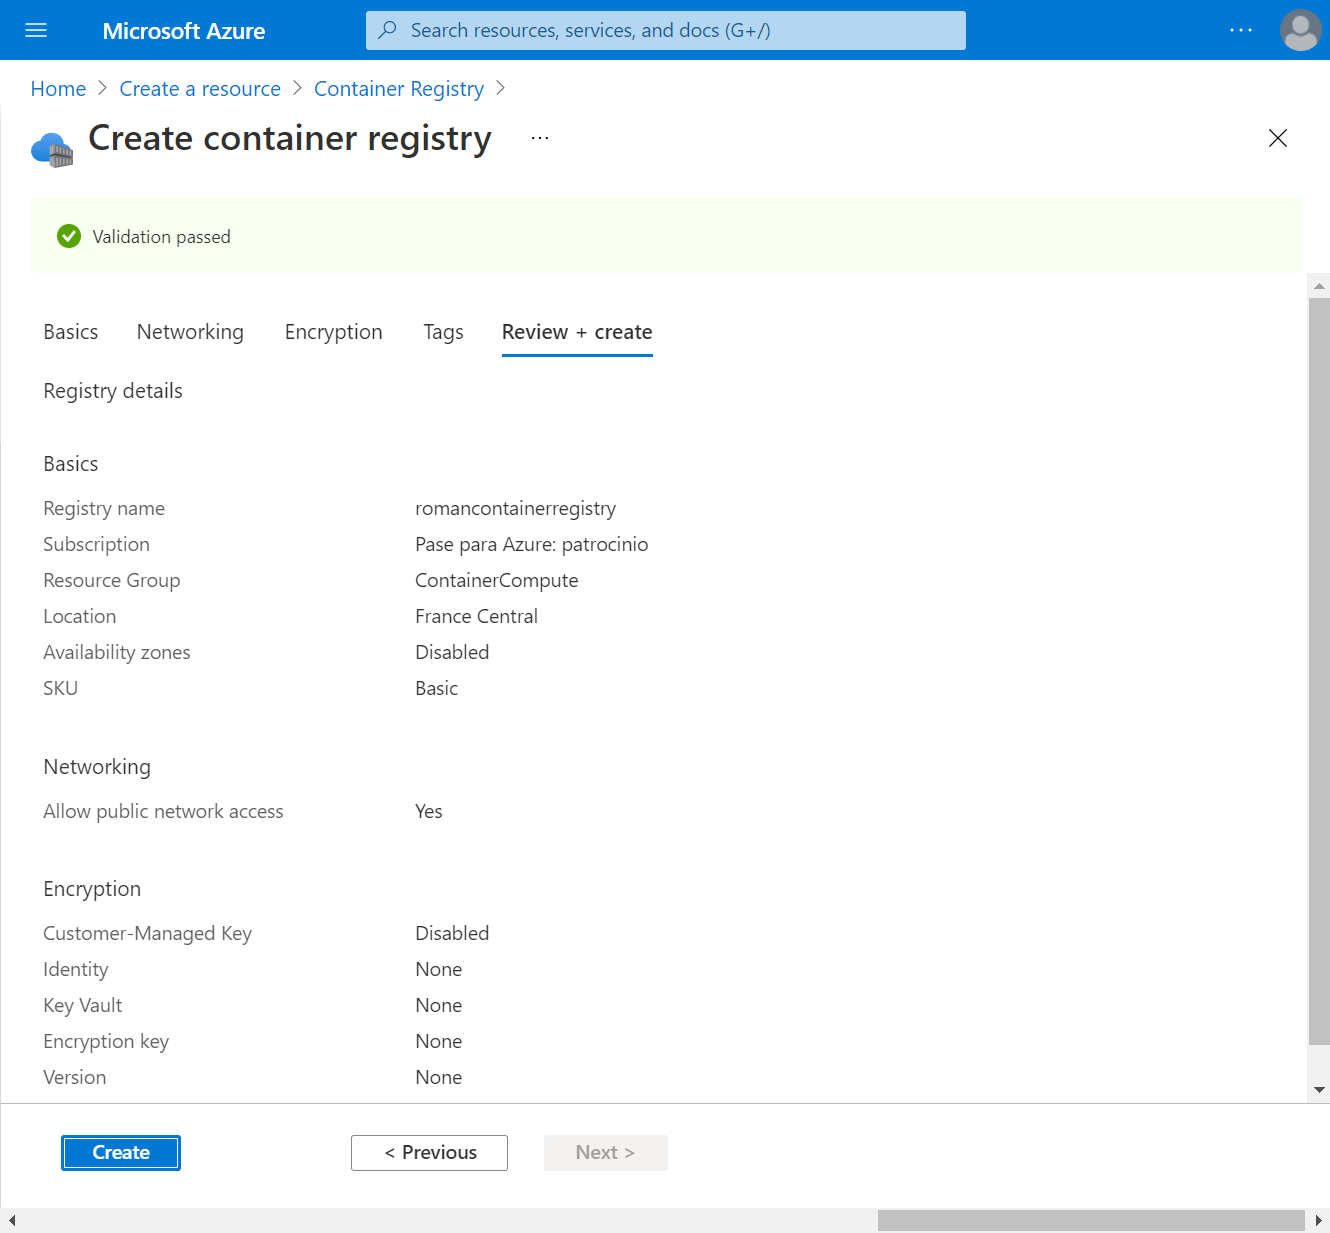 Microsoft Azure
Search resources, services, and docs (G+/)
...
Home > Create a resource > Container Registry >
Create container registry ...
Validation passed
Basics Networking Encryption Tags Review + create
Registry details
Basics
Registry name romancontainerregistry
Subscription Pase para Azure: patrocinio
Resource Group ContainerCompute
Location France Central
Availability zones Disabled
SKU Basic
Networking
Allow public network access Yes
Encryption
Customer-Managed Key Disabled
Identity None
Key Vault None
Encryption key None
Version None
Create < Previous Next >